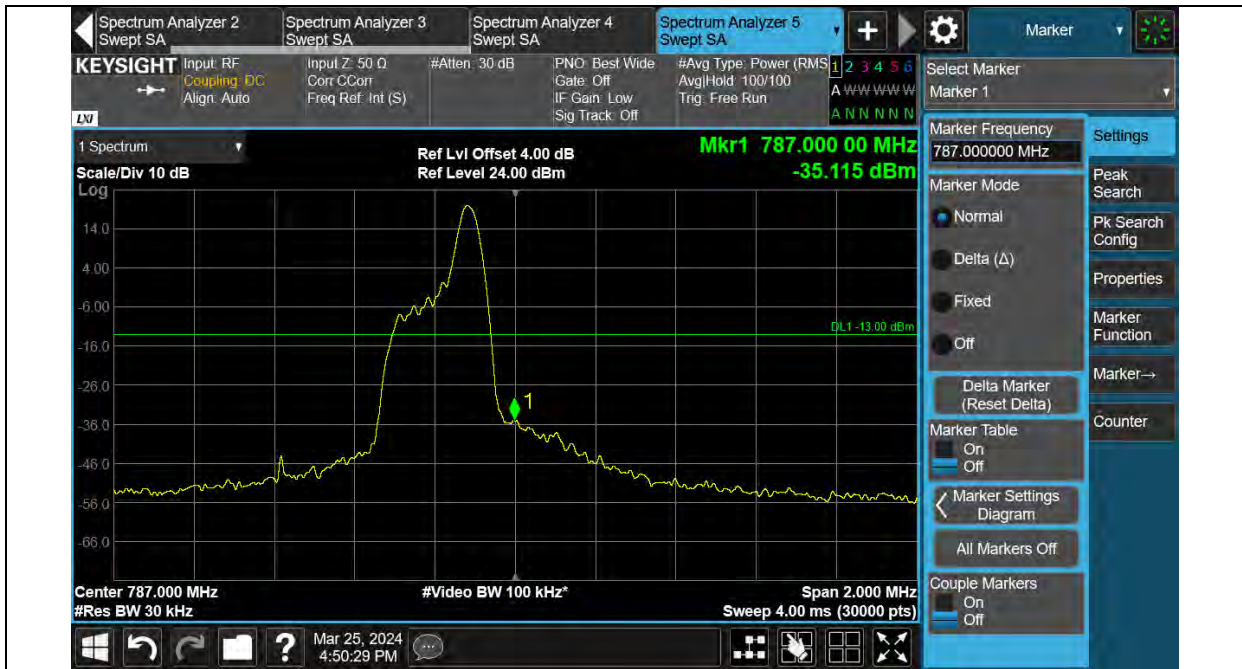 Spectrum Analyzer 2
Swept SA
Spectrum Analyzer 3
Swept SA
Spectrum Analyzer 4
Swept SA
Spectrum Analyzer 5
Swept SA
+
Marker
KEYSIGHT
LXI
Input: RF
Coupling: DC
Align: Auto
Input Z: 50 Ω
Corr CCorr
Freq Ref: Int (S)
#Atten: 30 dB
PNO: Best Wide
Gate: Off
IF Gain: Low
Sig Track: Off
#Avg Type: Power (RMS
Avg|Hold: 100/100
Trig: Free Run
1 2 3 4 5 6
A W W W W W
A N N N N N
Select Marker
Marker 1
1 Spectrum
Scale/Div 10 dB
Log
Ref Lvl Offset 4.00 dB
Ref Level 24.00 dBm
Mkr1 787.000 00 MHz
-35.115 dBm
14.0
4.00
-6.00
-16.0
-26.0
-36.0
-46.0
-56.0
-66.0
DL1 -13.00 dBm
1
Center 787.000 MHz
#Res BW 30 kHz
#Video BW 100 kHz*
Span 2.000 MHz
Sweep 4.00 ms (30000 pts)
Marker Frequency
787.000000 MHz
Marker Mode
Normal
Delta (Δ)
Fixed
Off
Delta Marker
(Reset Delta)
Marker Table
On
Off
Marker Settings
Diagram
All Markers Off
Couple Markers
On
Off
Settings
Peak
Search
Pk Search
Config
Properties
Marker
Function
Marker→
Counter
?
Mar 25, 2024
4:50:29 PM